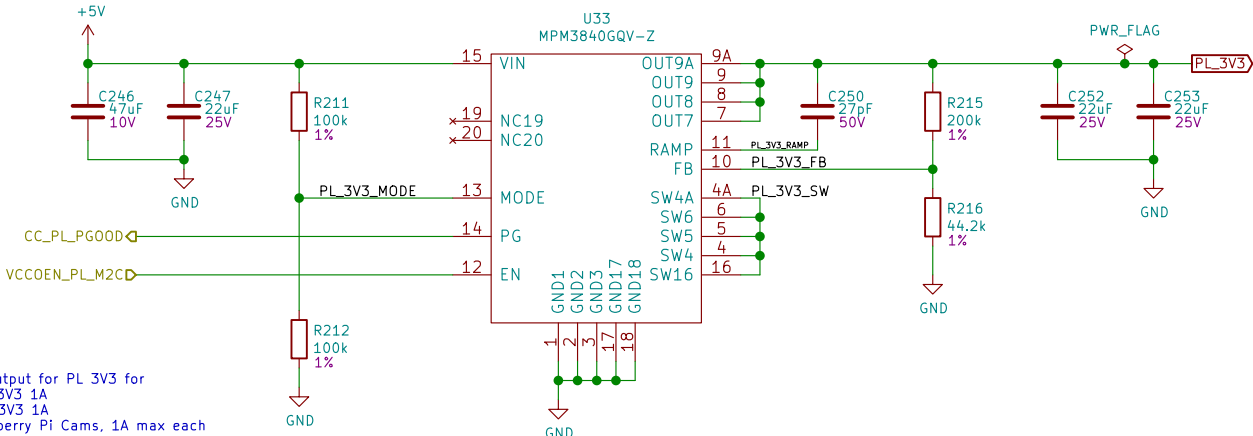 +5V
U33
MPM3840GQV-Z
PWR_FLAG
PL_3V3
15
VIN
OUT9A
9A
OUT9
9
OUT8
8
OUT7
7
C246
47uF
10V
C247
22uF
25V
R211
100k
1%
C250
27pF
50V
R215
200k
1%
C252
22uF
25V
C253
22uF
25V
19
NC19
20
NC20
RAMP
11
PL_3V3_RAMP
FB
10
PL_3V3_FB
GND
PL_3V3_MODE
13
MODE
SW4A
4A
PL_3V3_SW
SW6
6
SW5
5
SW4
4
SW16
16
GND
R216
44.2k
1%
CC_PL_PGOOD
14
PG
VCCOEN_PL_M2C
12
EN
GND1
GND2
GND3
GND17
GND18
1
2
3
17
18
GND
R212
100k
1%
GND
GND
for PL 3V3 for
3V3 1A
3V3 1A
Pi Cams, 1A max each